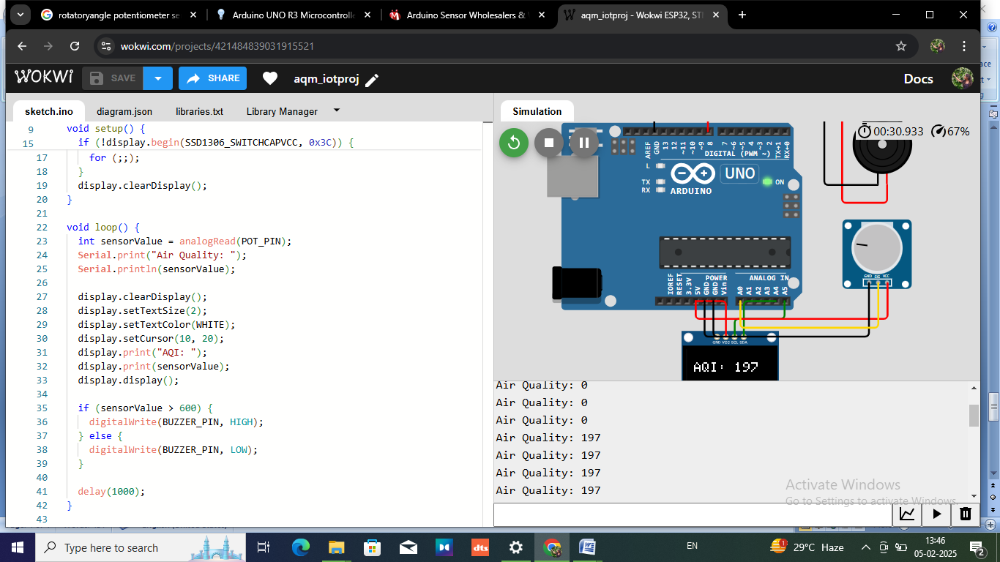 rotatoryangle potentiometer se
Arduino UNO R3 Microcontrolle
Arduino Sensor Wholesalers &
aqm_iotproj - Wokwi ESP32, STI
wokwi.com/projects/421484839031915521
WOKWi
SAVE
SHARE
aqm_iotproj
Docs
sketch.ino
diagram.json
libraries.txt
Library Manager
9 void setup() {
15 if (!display.begin(SSD1306_SWITCHCAPVCC, 0x3C)) {
17 for (;;);
18 }
19 display.clearDisplay();
20 }
21
22 void loop() {
23 int sensorValue = analogRead(POT_PIN);
24 Serial.print("Air Quality: ");
25 Serial.println(sensorValue);
26
27 display.clearDisplay();
28 display.setTextSize(2);
29 display.setTextColor(WHITE);
30 display.setCursor(10, 20);
31 display.print("AQI: ");
32 display.print(sensorValue);
33 display.display();
34
35 if (sensorValue > 600) {
36 digitalWrite(BUZZER_PIN, HIGH);
37 } else {
38 digitalWrite(BUZZER_PIN, LOW);
39 }
40
41 delay(1000);
42 }
43
Simulation
00:30.933
67%
AREF
GND
13
12
~11
~10
~9
8
7
~6
~5
4
~3
2
TX→1
RX←0
DIGITAL (PWM ~)
L
TX
RX
UNO
ARDUINO
ON
IOREF
RESET
3.3V
5V
GND
GND
Vin
POWER
ANALOG IN
A0
A1
A2
A3
A4
A5
GND SIG VCC
GND VCC SCL SDA
AQI: 197
Air Quality: 0
Air Quality: 0
Air Quality: 0
Air Quality: 197
Air Quality: 197
Air Quality: 197
Air Quality: 197
Activate Windows
Go to Settings to activate Windows.
Type here to search
dts
EN
1
29°C Haze
13:46
05-02-2025
2